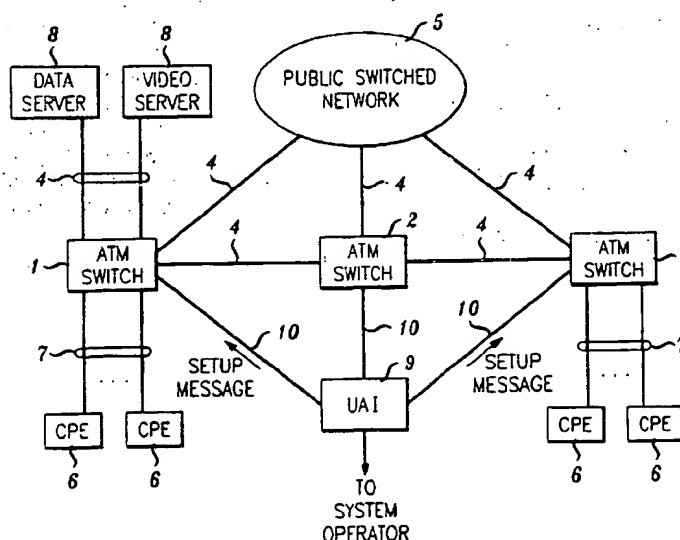 5
8
8
DATA
SERVER
VIDEO
SERVER
PUBLIC SWITCHED
NETWORK
4
4
4
4
2
1
ATM
SWITCH
4
ATM
SWITCH
4
ATM
SWITCH
7
10
SETUP
MESSAGE
10
10
SETUP
MESSAGE
9
UAI
...
...
CPE
CPE
CPE
CPE
6
6
6
6
TO
SYSTEM
OPERATOR